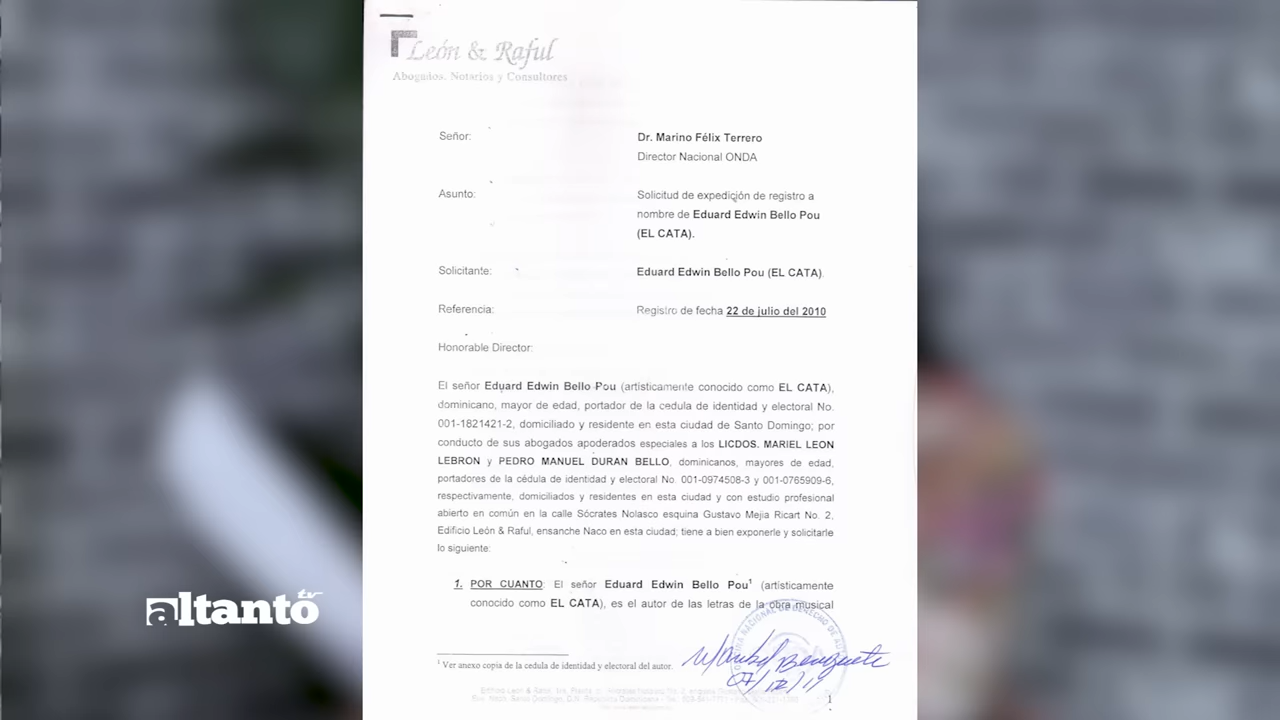 León & Raful
Abogados, Notarios y Consultores
Señor:
Dr. Marino Félix Terrero
Director Nacional ONDA
Asunto:
Solicitud de expedición de registro a
nombre de Eduard Edwin Bello Pou
(EL CATA).
Solicitante:
Eduard Edwin Bello Pou (EL CATA).
Referencia:
Registro de fecha 22 de julio del 2010
Honorable Director:
El señor Eduard Edwin Bello Pou (artísticamente conocido como EL CATA),
dominicano, mayor de edad, portador de la cedula de identidad y electoral No.
001-1821421-2, domiciliado y residente en esta ciudad de Santo Domingo; por
conducto de sus abogados apoderados especiales a los LICDOS. MARIEL LEON
LEBRON y PEDRO MANUEL DURAN BELLO, dominicanos, mayores de edad,
portadores de la cédula de identidad y electoral No. 001-0974508-3 y 001-0765909-6,
respectivamente, domiciliados y residentes en esta ciudad y con estudio profesional
abierto en común en la calle Sócrates Nolasco esquina Gustavo Mejia Ricart No. 2,
Edificio León & Raful, ensanche Naco en esta ciudad; tiene a bien exponerle y solicitarle
lo siguiente:
1. POR CUANTO: El señor Eduard Edwin Bello Pou¹ (artísticamente
conocido como EL CATA), es el autor de las letras de la obra musical
¹ Ver anexo copia de la cedula de identidad y electoral del autor.
1
altanto tv